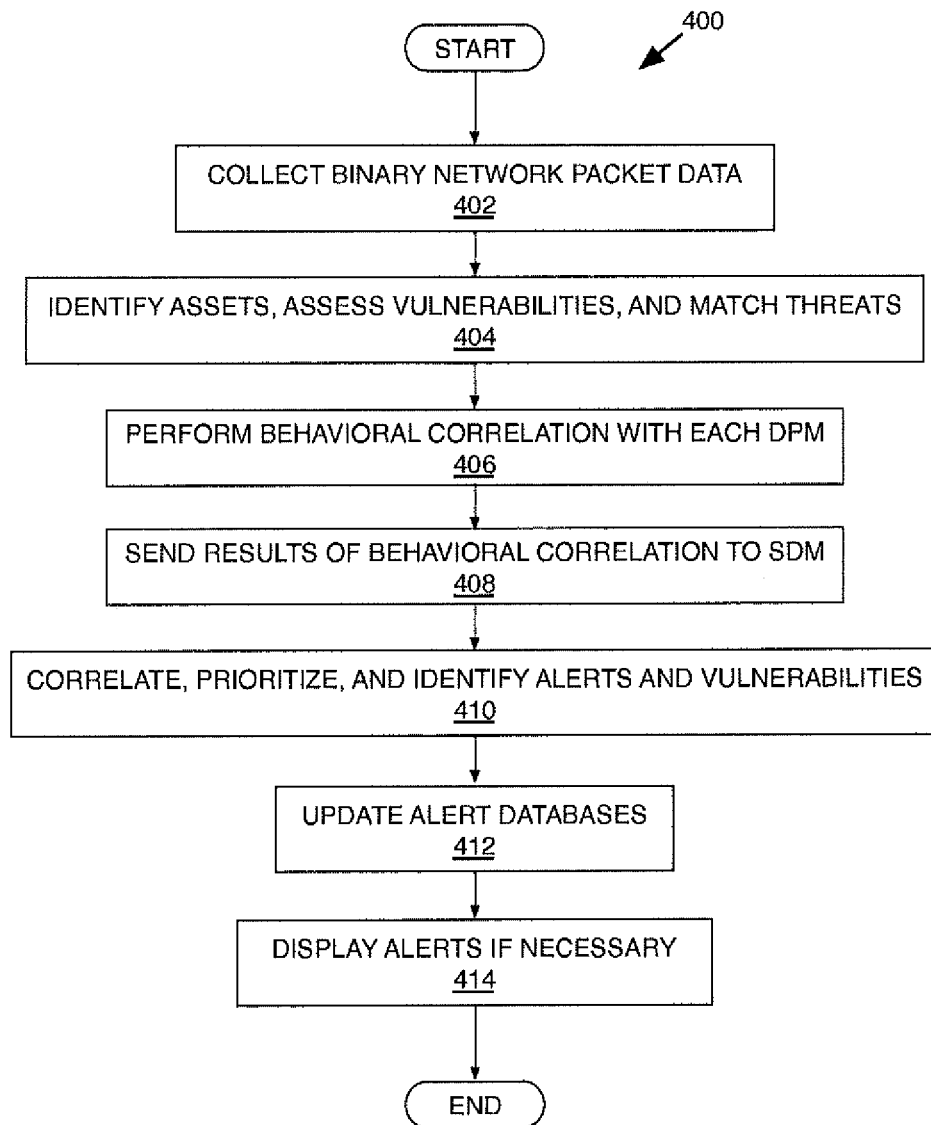 400
START
COLLECT BINARY NETWORK PACKET DATA
402
IDENTIFY ASSETS, ASSESS VULNERABILITIES, AND MATCH THREATS
404
PERFORM BEHAVIORAL CORRELATION WITH EACH DPM
406
SEND RESULTS OF BEHAVIORAL CORRELATION TO SDM
408
CORRELATE, PRIORITIZE, AND IDENTIFY ALERTS AND VULNERABILITIES
410
UPDATE ALERT DATABASES
412
DISPLAY ALERTS IF NECESSARY
414
END